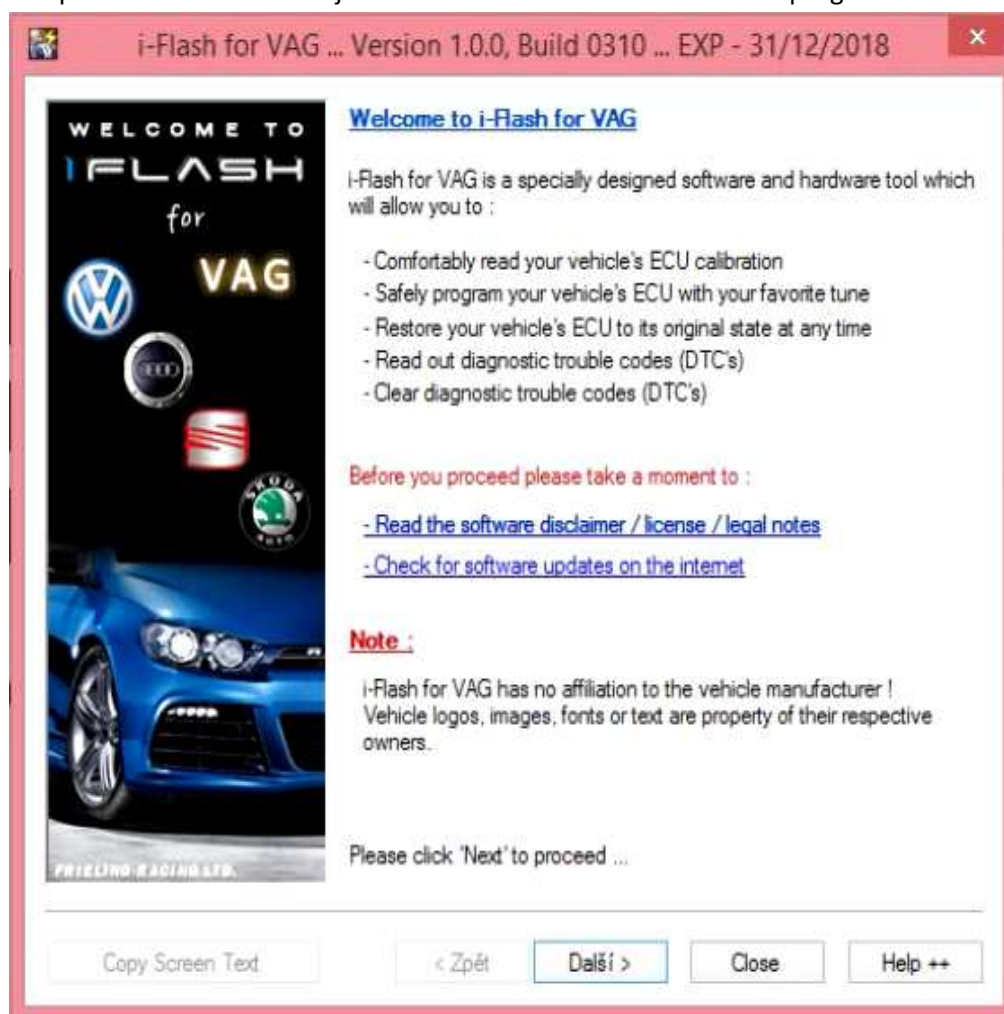 i-Flash for VAG ... Version 1.0.0, Build 0310 ... EXP - 31/12/2018
WELCOME TO
IFLASH
for
VAG
SKODA
AUTO
FRIELING RACING LTD.
Welcome to i-Flash for VAG
i-Flash for VAG is a specially designed software and hardware tool which
will allow you to :
- Comfortably read your vehicle's ECU calibration
- Safely program your vehicle's ECU with your favorite tune
- Restore your vehicle's ECU to its original state at any time
- Read out diagnostic trouble codes (DTC's)
- Clear diagnostic trouble codes (DTC's)
Before you proceed please take a moment to :
- Read the software disclaimer / license / legal notes
- Check for software updates on the internet
Note :
i-Flash for VAG has no affiliation to the vehicle manufacturer !
Vehicle logos, images, fonts or text are property of their respective
owners.
Please click 'Next' to proceed ...
Copy Screen Text
< Zpět
Další >
Close
Help ++